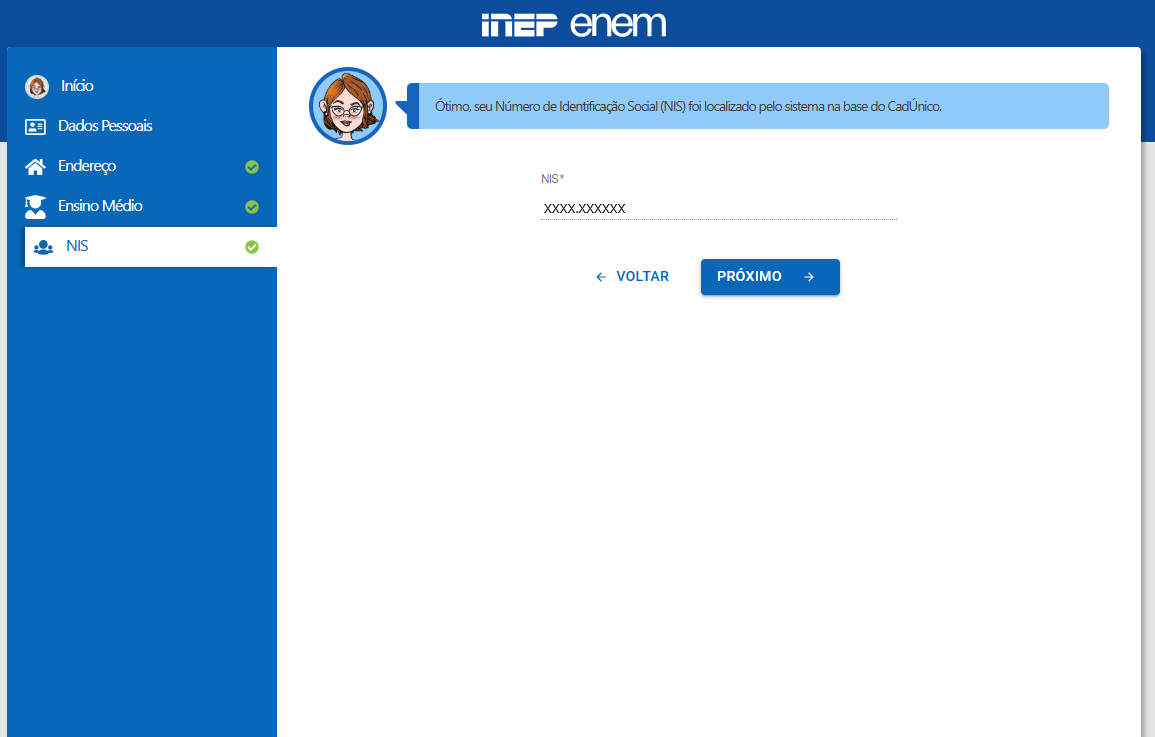 inep enem
Início
Dados Pessoais
Endereço
Ensino Médio
NIS
Ótimo, seu Número de Identificação Social (NIS) foi localizado pelo sistema na base do CadÚnico.
NIS*
XXXX.XXXXXX
VOLTAR
PRÓXIMO